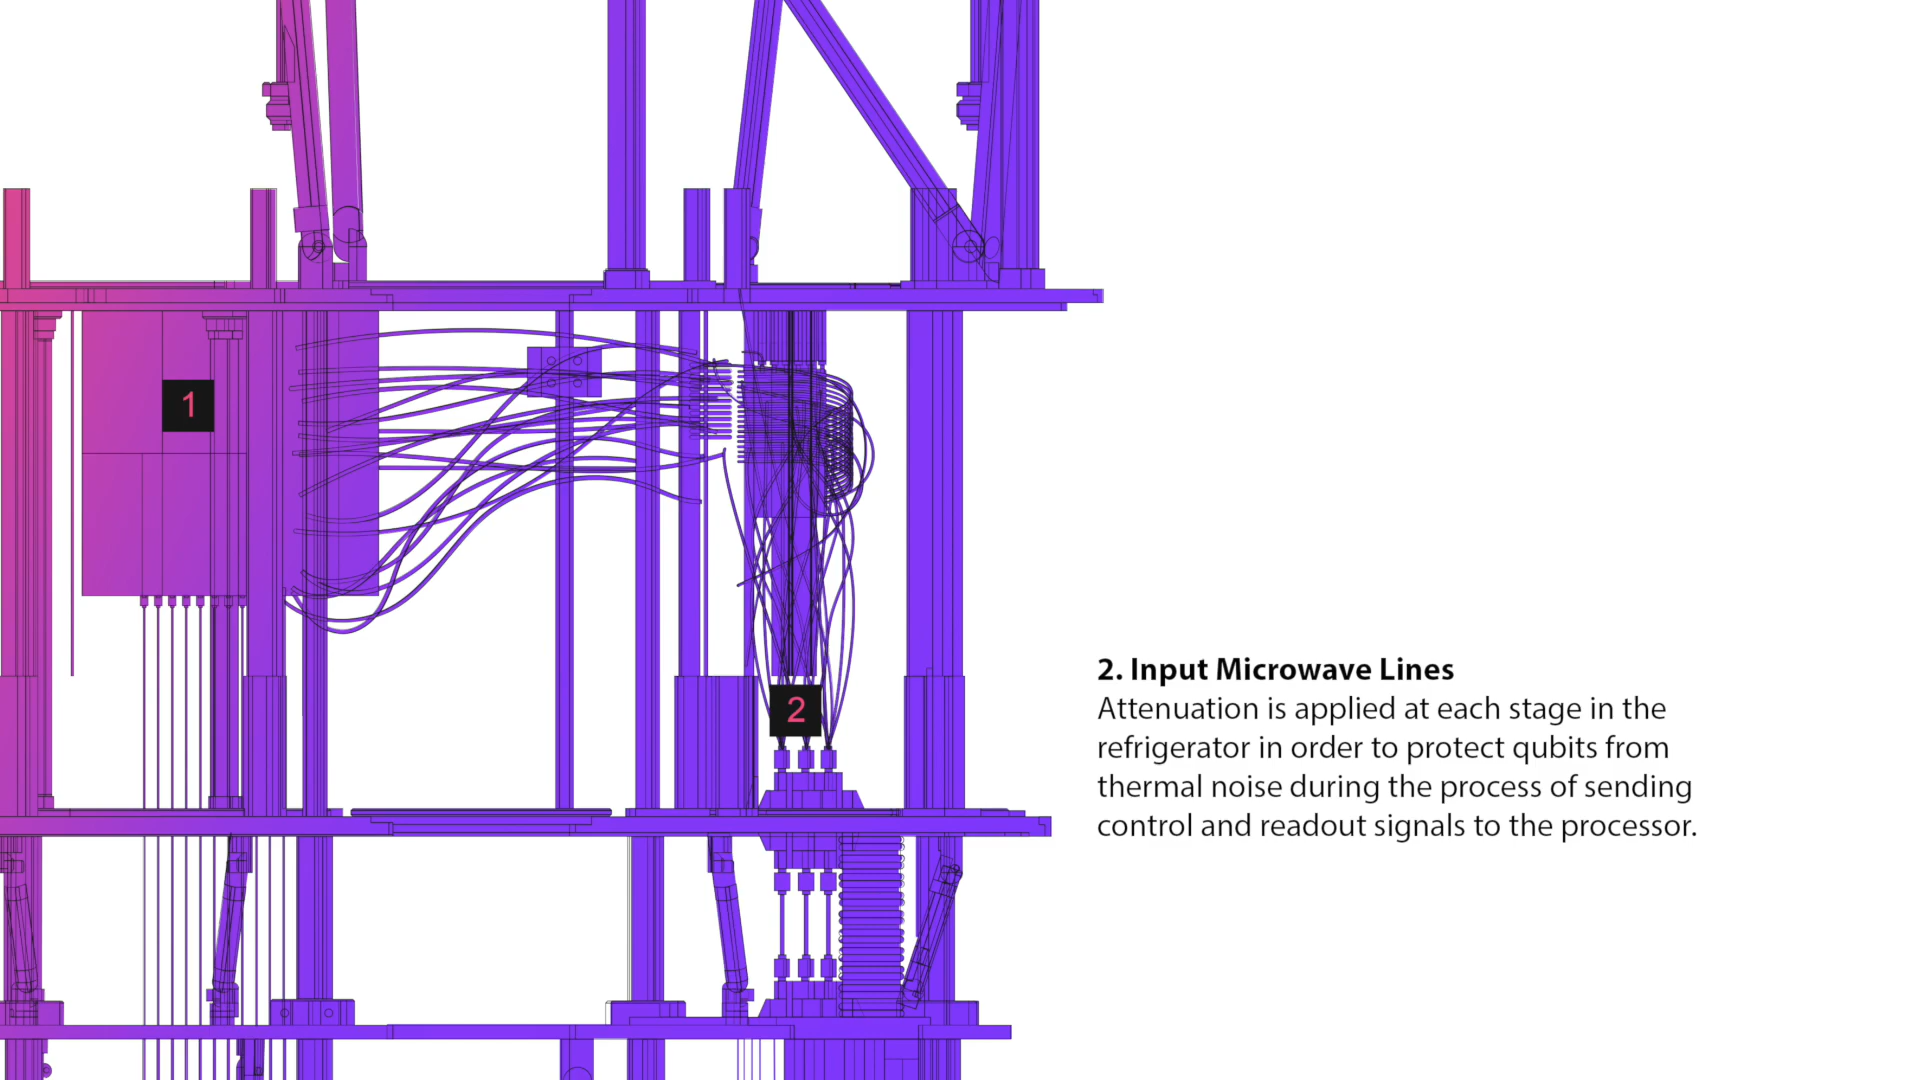 1
2
2. Input Microwave Lines
Attenuation is applied at each stage in the
refrigerator in order to protect qubits from
thermal noise during the process of sending
control and readout signals to the processor.